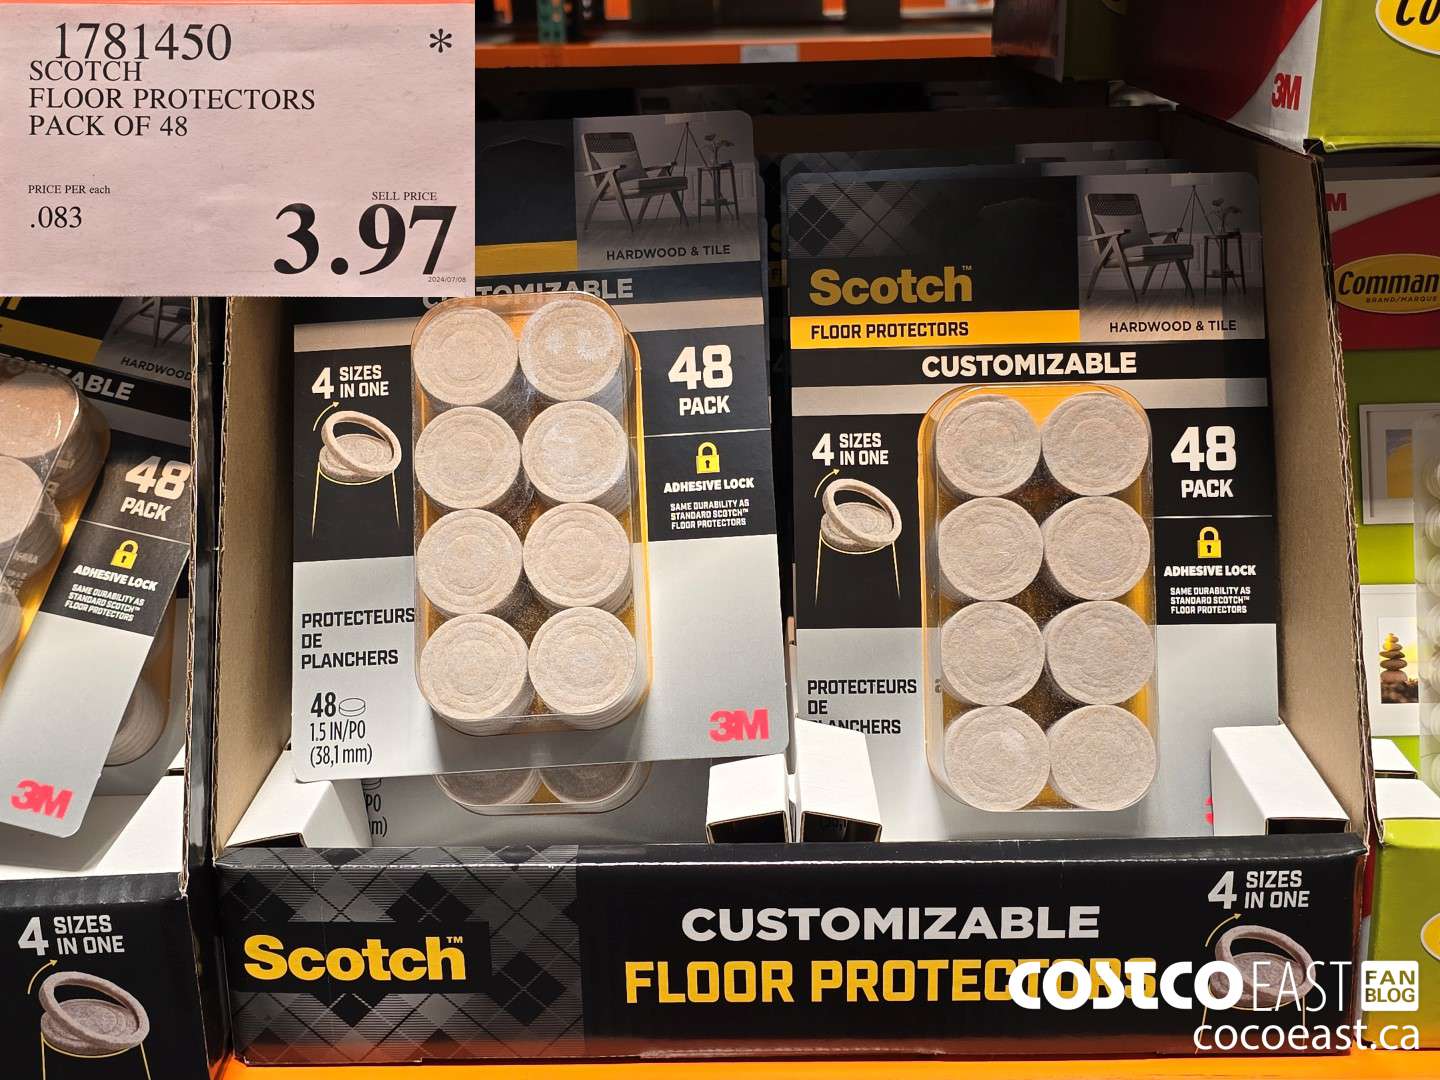 1781450 *
SCOTCH
FLOOR PROTECTORS
PACK OF 48
PRICE PER each
.083
SELL PRICE
3.97
2024/07/08
HARDWOOD & TILE
48
PACK
ADHESIVE LOCK
SAME DURABILITY AS
STANDARD SCOTCH™
FLOOR PROTECTORS
3M
HARDWOOD & TILE
4 SIZES
IN ONE
48
PACK
ADHESIVE LOCK
SAME DURABILITY AS
STANDARD SCOTCH™
FLOOR PROTECTORS
PROTECTEURS
DE
PLANCHERS
48
1.5 IN/PO
(38,1 mm)
3M
Scotch™
FLOOR PROTECTORS
HARDWOOD & TILE
CUSTOMIZABLE
4 SIZES
IN ONE
48
PACK
ADHESIVE LOCK
SAME DURABILITY AS
STANDARD SCOTCH™
FLOOR PROTECTORS
PROTECTEURS
DE
3M
3M
4 SIZES
IN ONE
Scotch™
CUSTOMIZABLE
FLOOR PROTECTORS
4 SIZES
IN ONE
COSTCO EAST FAN
BLOG
cocoeast.ca